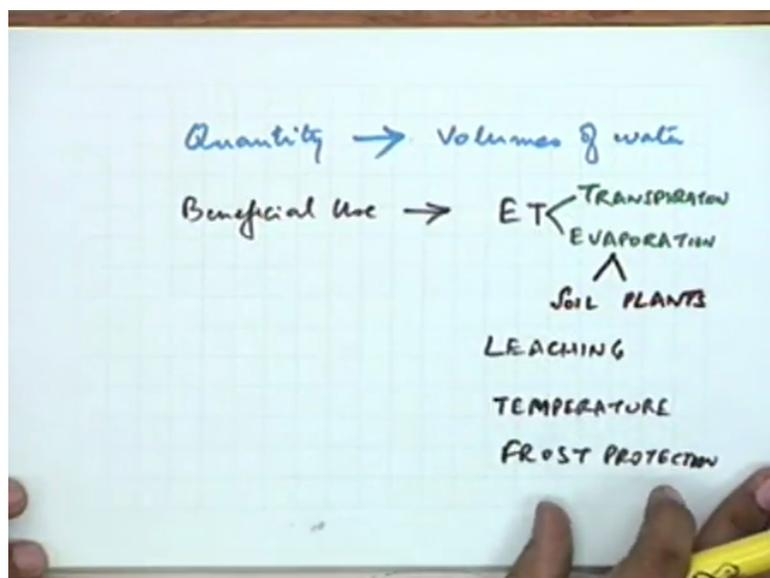 Quantity → Volumes of water
Beneficial Use → ET < TRANSPIRATION
EVAPORATION
SOIL PLANTS
LEACHING
TEMPERATURE
FROST PROTECTION